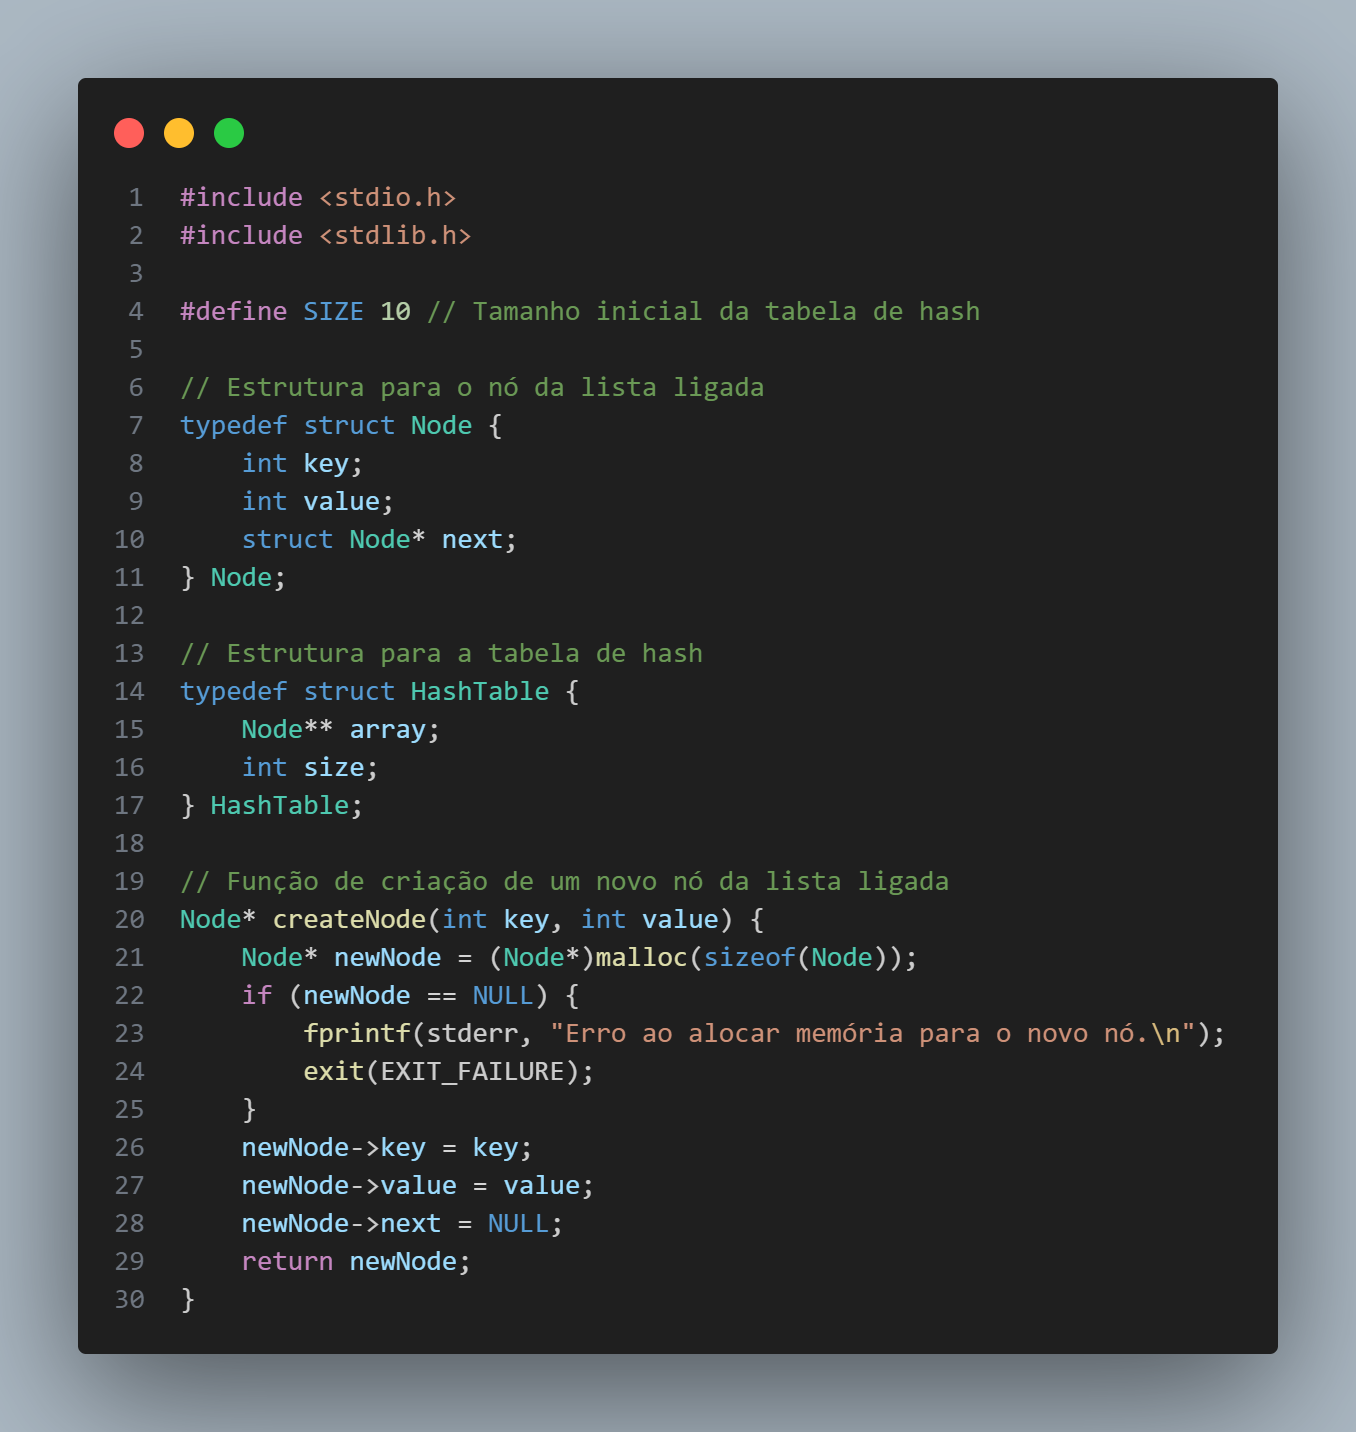 1 #include <stdio.h>
2 #include <stdlib.h>
3
4 #define SIZE 10 // Tamanho inicial da tabela de hash
5
6 // Estrutura para o nó da lista ligada
7 typedef struct Node {
8     int key;
9     int value;
10     struct Node* next;
11 } Node;
12
13 // Estrutura para a tabela de hash
14 typedef struct HashTable {
15     Node** array;
16     int size;
17 } HashTable;
18
19 // Função de criação de um novo nó da lista ligada
20 Node* createNode(int key, int value) {
21     Node* newNode = (Node*)malloc(sizeof(Node));
22     if (newNode == NULL) {
23         fprintf(stderr, "Erro ao alocar memória para o novo nó.\n");
24         exit(EXIT_FAILURE);
25     }
26     newNode->key = key;
27     newNode->value = value;
28     newNode->next = NULL;
29     return newNode;
30 }